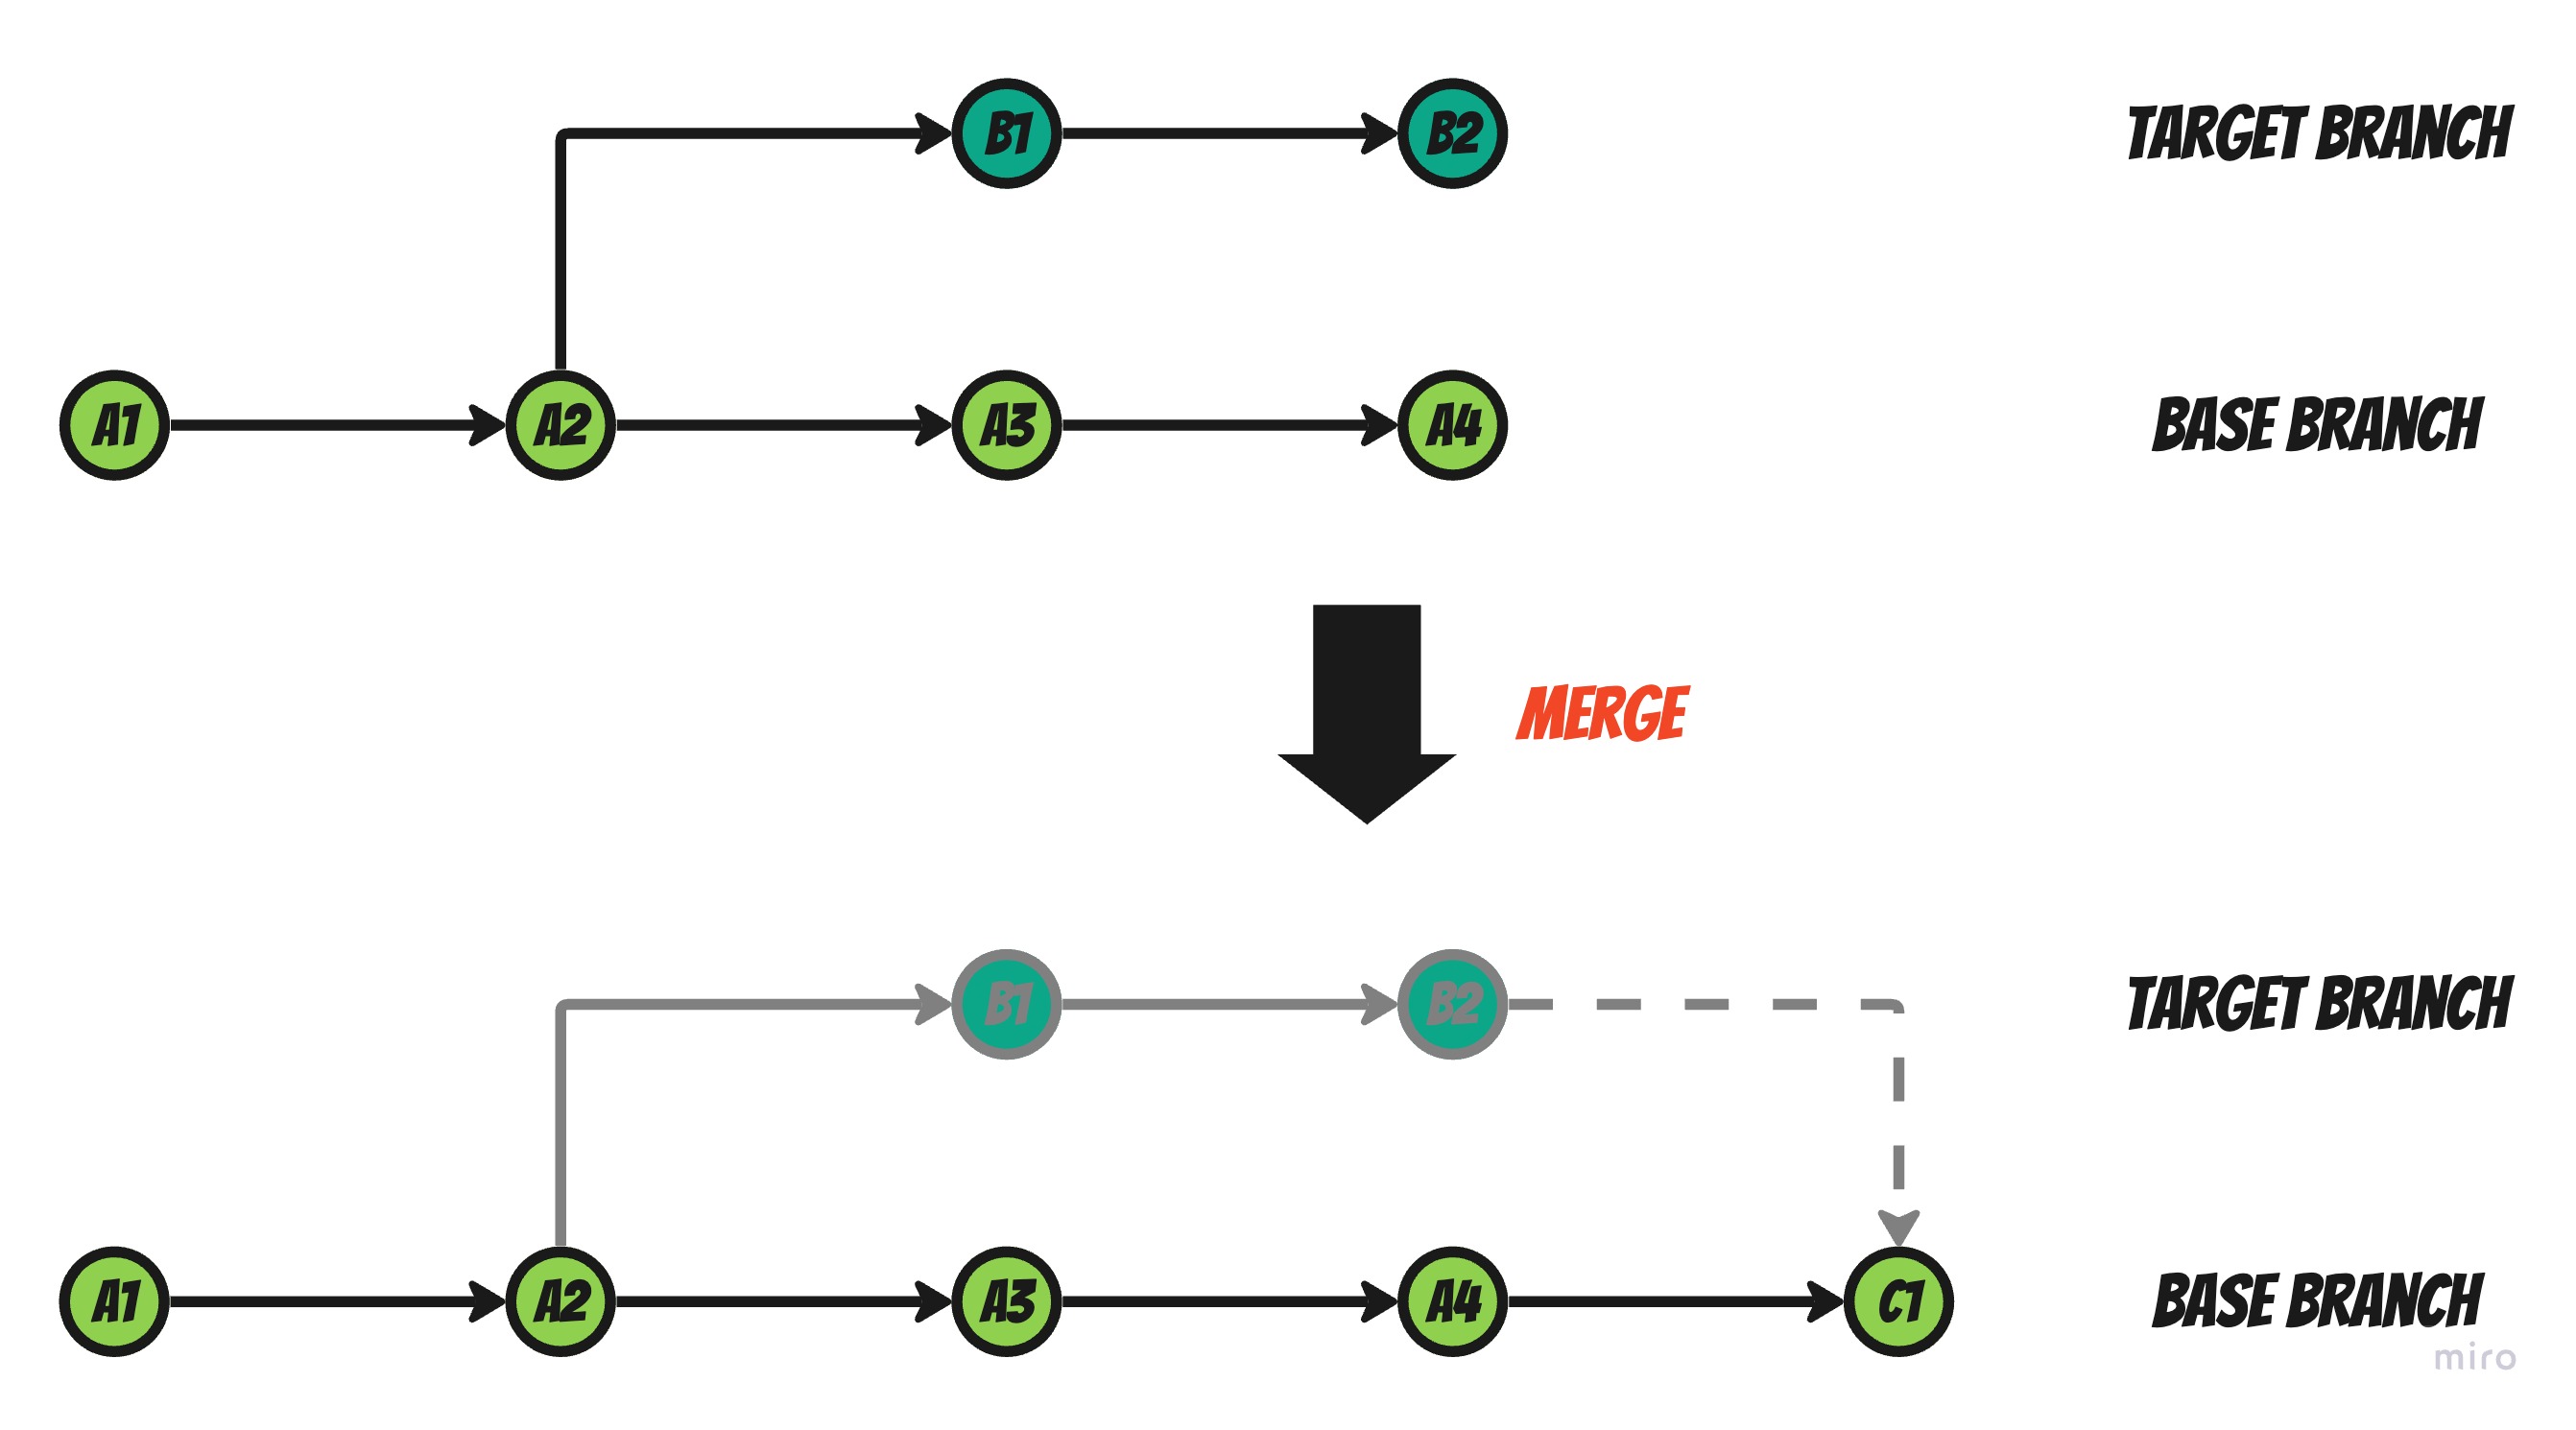 B1 B2 TARGET BRANCH
A1 A2 A3 A4 BASE BRANCH
MERGE
B1 B2 TARGET BRANCH
A1 A2 A3 A4 C1 BASE BRANCH
miro